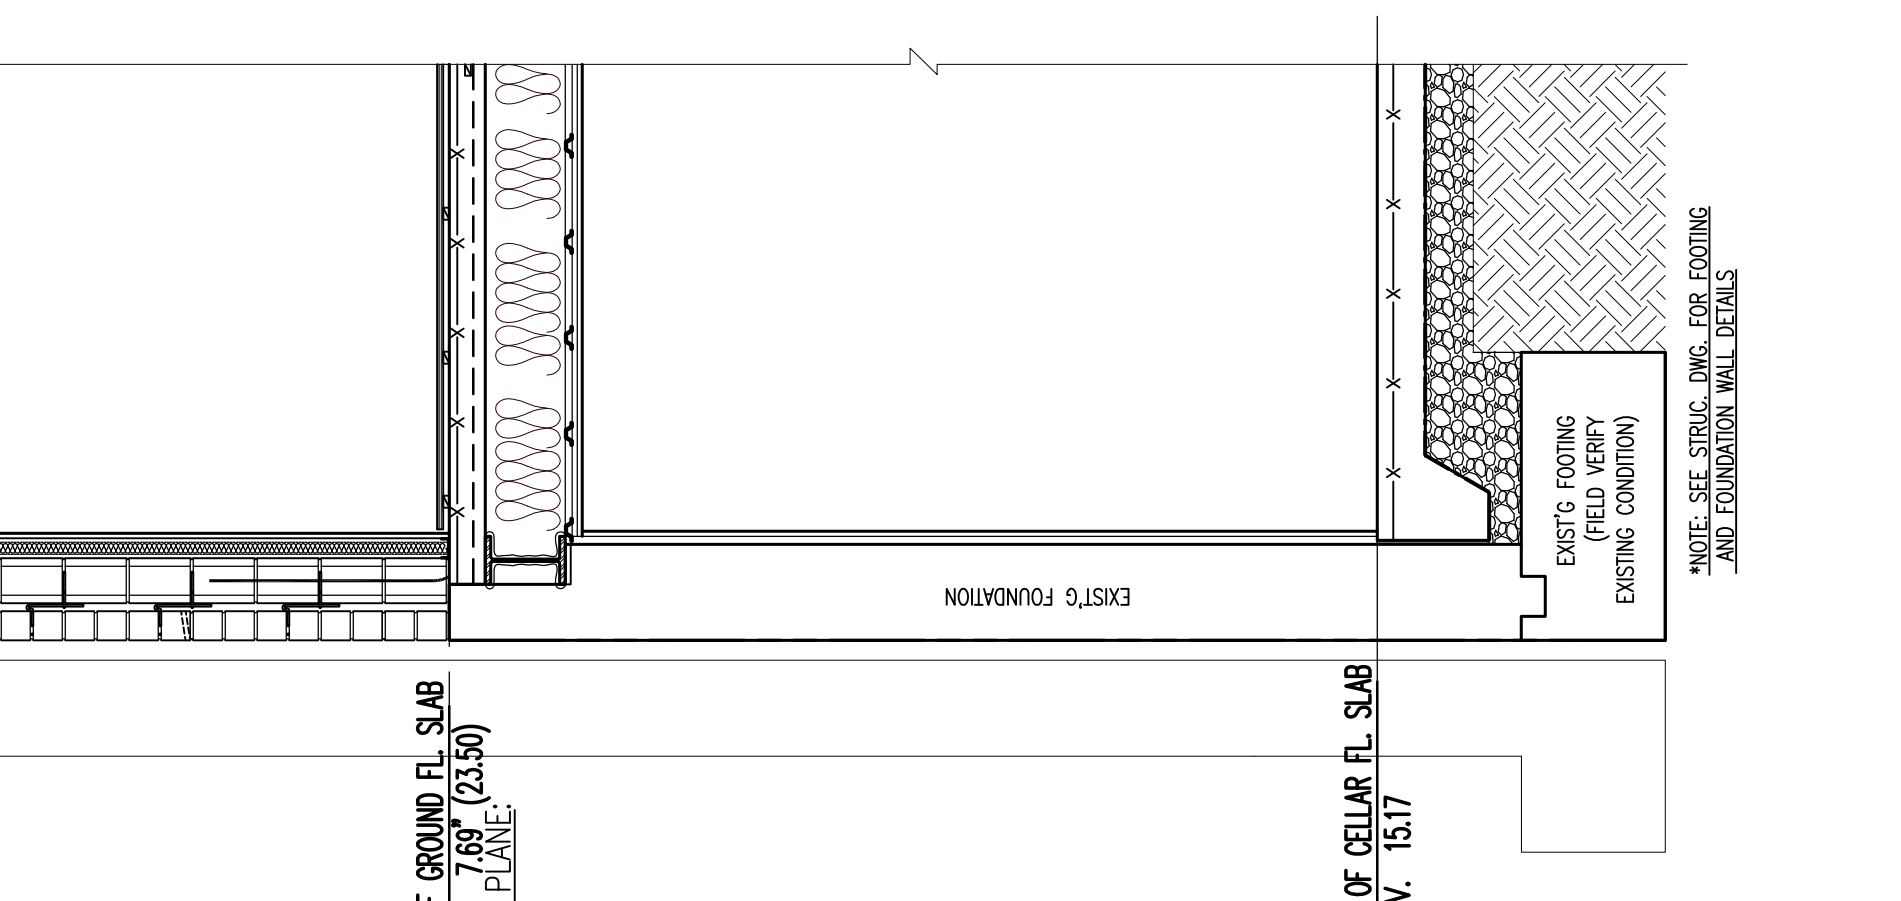 GROUND FL. SLAB
7.69" (23.50)
PLANE:
EXIST'G. FOUNDATION
OF CELLAR FL. SLAB
15.17
EXIST'G FOOTING
(FIELD VERIFY
EXISTING CONDITION)
*NOTE: SEE STRUC. DWG. FOR FOOTING
AND FOUNDATION WALL DETAILS